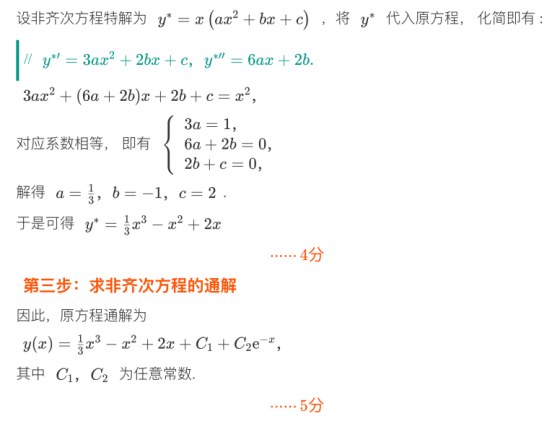 设非齐次方程特解为 y* = x (ax² + bx + c) ，将 y* 代入原方程，化简即有：
// y*′ = 3ax² + 2bx + c, y*″ = 6ax + 2b.
3ax² + (6a + 2b)x + 2b + c = x²,
对应系数相等，即有 { 3a = 1,
6a + 2b = 0,
2b + c = 0,
解得 a = 1/3, b = −1, c = 2 .
于是可得 y* = 1/3 x³ − x² + 2x
······ 4分
第三步：求非齐次方程的通解
因此，原方程通解为
y(x) = 1/3 x³ − x² + 2x + C₁ + C₂e⁻ˣ,
其中 C₁, C₂ 为任意常数.
······ 5分